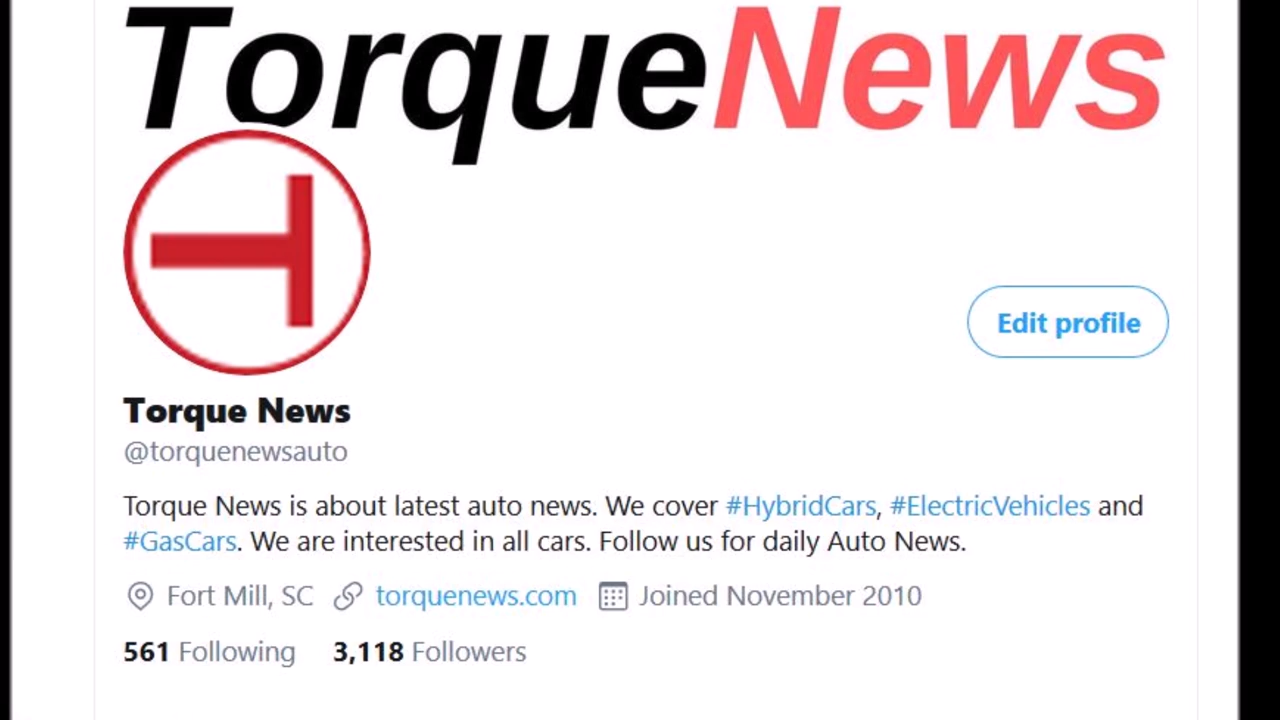 TorqueNews
T
Edit profile
Torque News
@torquenewsauto
Torque News is about latest auto news. We cover #HybridCars, #ElectricVehicles and
#GasCars. We are interested in all cars. Follow us for daily Auto News.
Fort Mill, SC torquenews.com Joined November 2010
561 Following 3,118 Followers